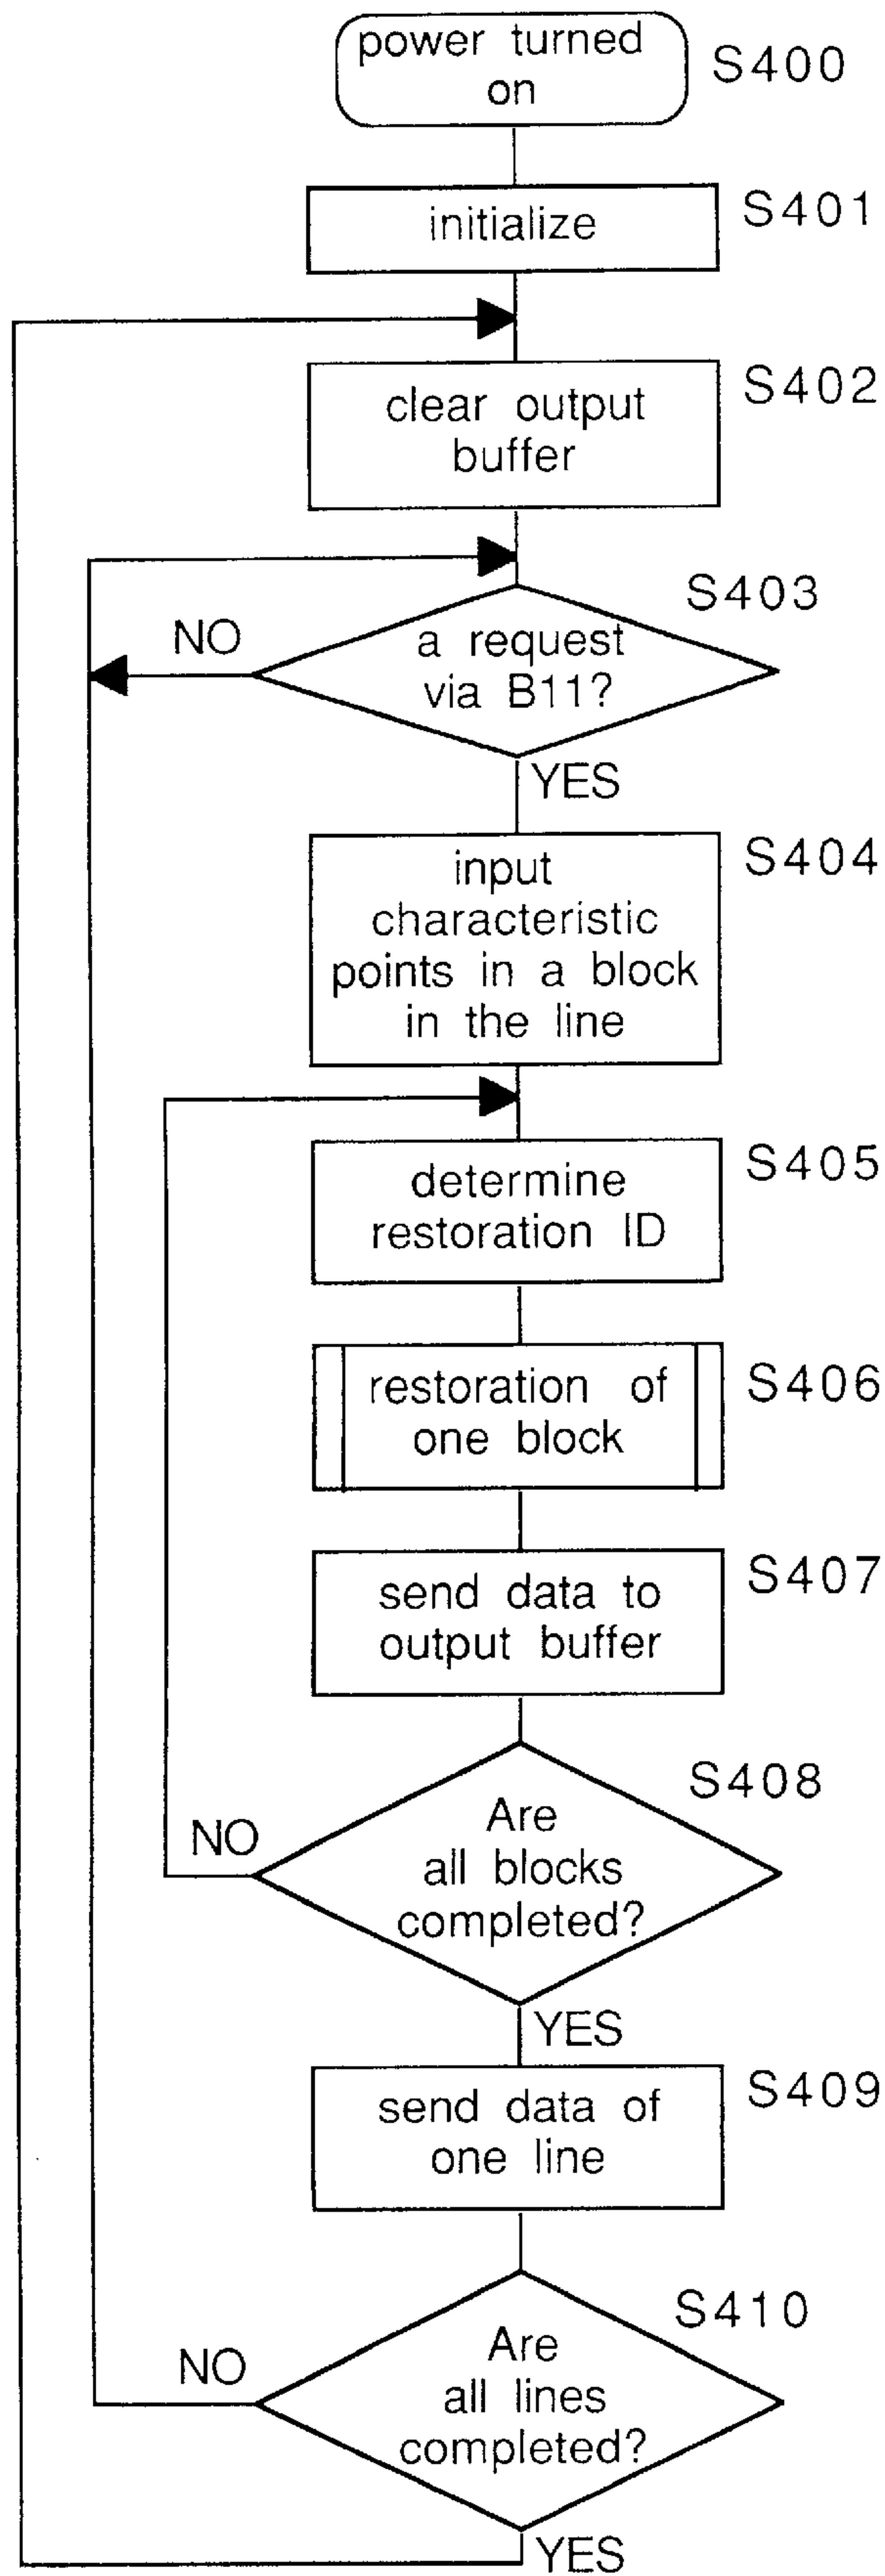 power turned
on
S400
initialize
S401
clear output
buffer
S402
S403
NO
a request
via B11?
YES
input
characteristic
points in a block
in the line
S404
determine
restoration ID
S405
restoration of
one block
S406
send data to
output buffer
S407
S408
NO
Are
all blocks
completed?
YES
send data of
one line
S409
S410
NO
Are
all lines
completed?
YES